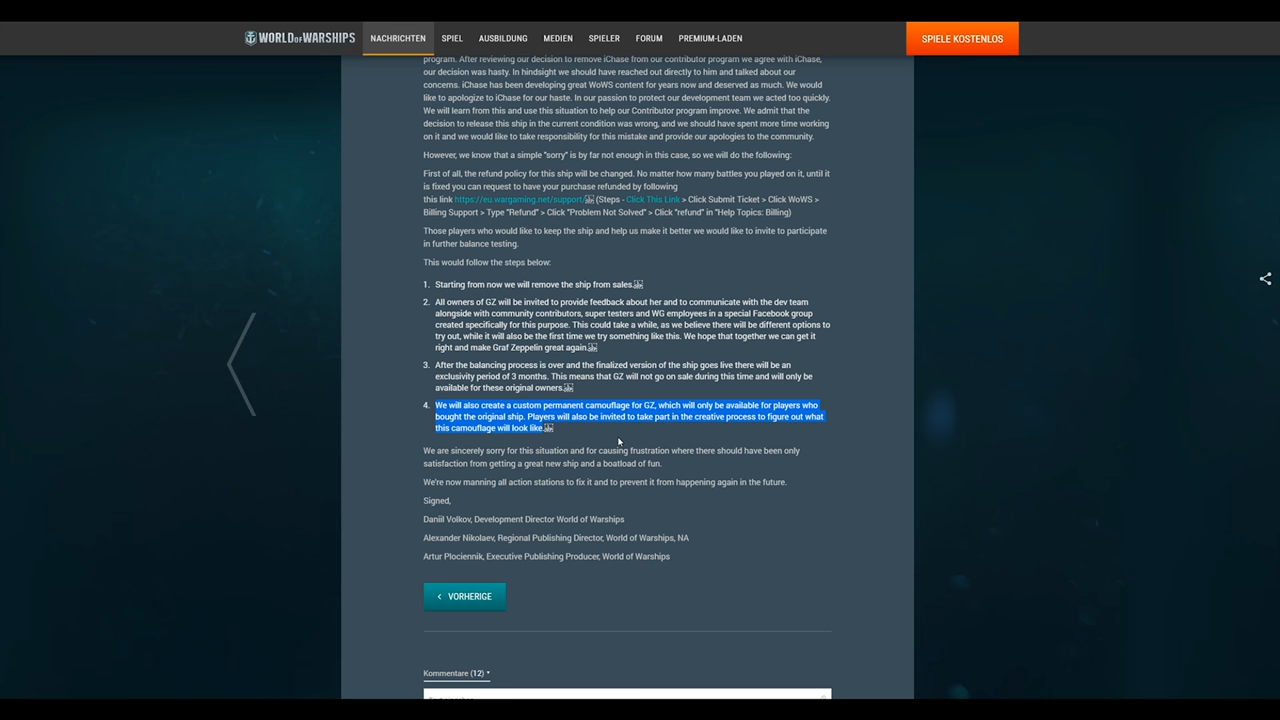 WORLD OF WARSHIPS NACHRICHTEN SPIEL AUSBILDUNG MEDIEN SPIELER FORUM PREMIUM-LADEN SPIELE KOSTENLOS
program. After reviewing our decision to remove iChase from our contributor program we agree with iChase,
our decision was hasty. In hindsight we should have reached out directly to him and talked about our
concerns. iChase has been developing great WoWS content for years now and deserved as much. We would
like to apologize to iChase for our haste. In our passion to protect our development team we acted too quickly.
We will learn from this and use this situation to help our Contributor program improve. We admit that the
decision to release this ship in the current condition was wrong, and we should have spent more time working
on it and we would like to take responsibility for this mistake and provide our apologies to the community.
However, we know that a simple "sorry" is by far not enough in this case, so we will do the following:
First of all, the refund policy for this ship will be changed. No matter how many battles you played on it, until it
is fixed you can request to have your purchase refunded by following
this link https://eu.wargaming.net/support/ (Steps - Click This Link > Click Submit Ticket > Click WoWS >
Billing Support > Type "Refund" > Click "Problem Not Solved" > Click "refund" in "Help Topics: Billing)
Those players who would like to keep the ship and help us make it better we would like to invite to participate
in further balance testing.
This would follow the steps below:
1. Starting from now we will remove the ship from sales.
2. All owners of GZ will be invited to provide feedback about her and to communicate with the dev team
alongside with community contributors, super testers and WG employees in a special Facebook group
created specifically for this purpose. This could take a while, as we believe there will be different options to
try out, while it will also be the first time we try something like this. We hope that together we can get it
right and make Graf Zeppelin great again.
3. After the balancing process is over and the finalized version of the ship goes live there will be an
exclusivity period of 3 months. This means that GZ will not go on sale during this time and will only be
available for these original owners.
4. We will also create a custom permanent camouflage for GZ, which will only be available for players who
bought the original ship. Players will also be invited to take part in the creative process to figure out what
this camouflage will look like.
We are sincerely sorry for this situation and for causing frustration where there should have been only
satisfaction from getting a great new ship and a boatload of fun.
We're now manning all action stations to fix it and to prevent it from happening again in the future.
Signed,
Daniil Volkov, Development Director World of Warships
Alexander Nikolaev, Regional Publishing Director, World of Warships, NA
Artur Plociennik, Executive Publishing Producer, World of Warships
VORHERIGE
Kommentare (12)